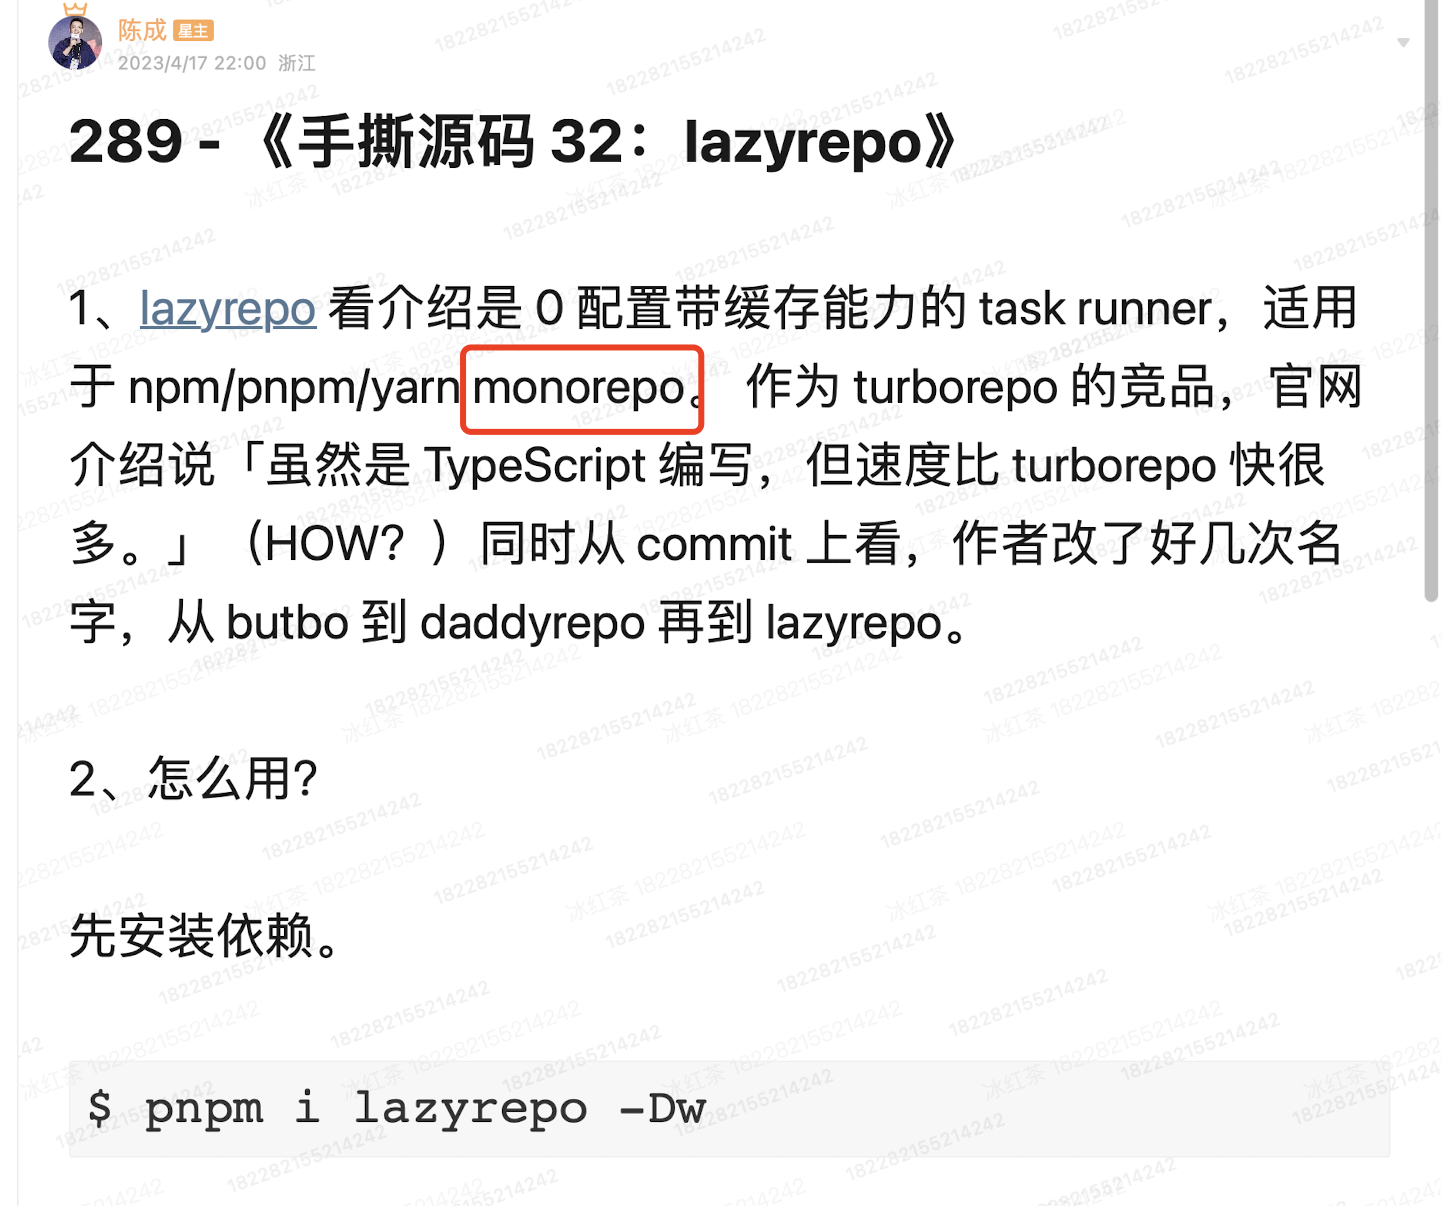 陈成 星主
2023/4/17 22:00 浙江
289 - 《手撕源码 32：lazyrepo》
1、lazyrepo 看介绍是 0 配置带缓存能力的 task runner，适用
于 npm/pnpm/yarn monorepo。 作为 turborepo 的竞品，官网
介绍说「虽然是 TypeScript 编写，但速度比 turborepo 快很
多。」（HOW？）同时从 commit 上看，作者改了好几次名
字，从 butbo 到 daddyrepo 再到 lazyrepo。
2、怎么用?
先安装依赖。
$ pnpm i lazyrepo -Dw
冰红茶 182282155214242